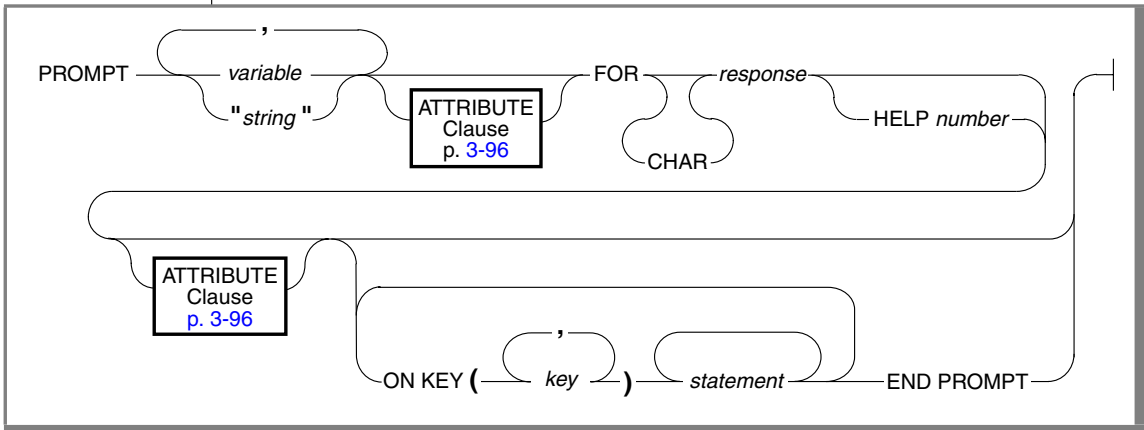 ,
PROMPT variable FOR response
"string"
ATTRIBUTE
Clause
p. 3-96
HELP number
CHAR
ATTRIBUTE
Clause
p. 3-96
,
ON KEY ( key ) statement END PROMPT